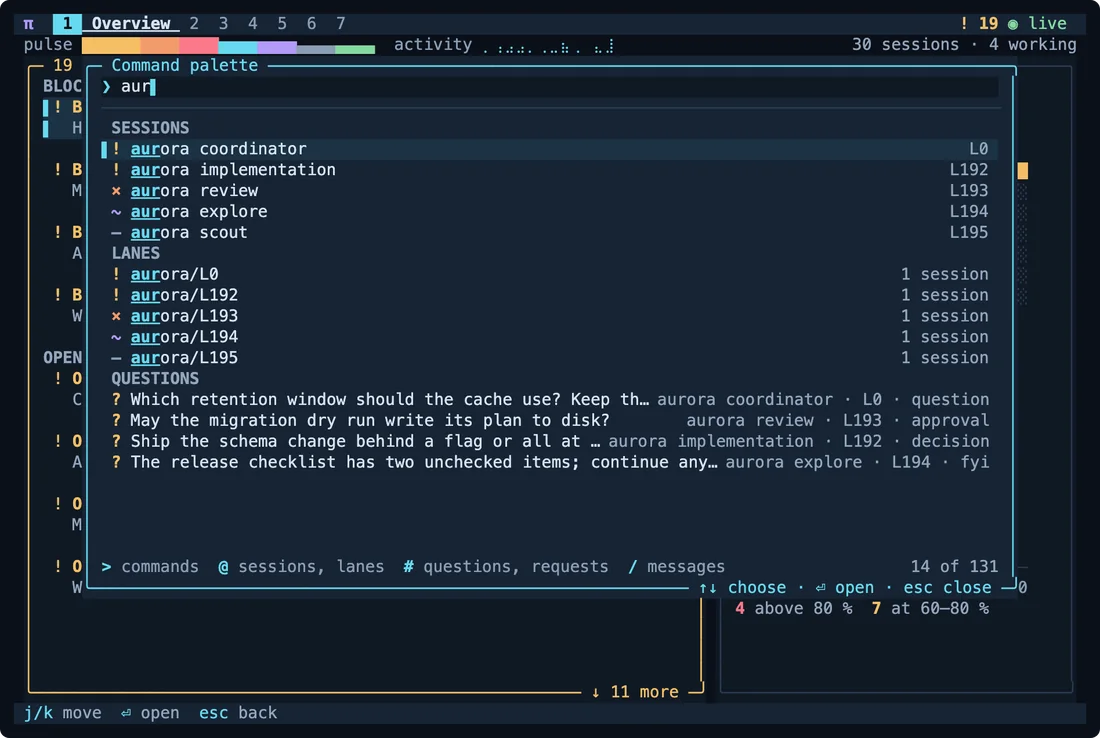 π 1 Overview 2 3 4 5 6 7 ! 19 ◉ live
pulse activity 30 sessions · 4 working
19 Command palette
BLOC ❯ aur
! B
H SESSIONS
! aurora coordinator L0
! B ! aurora implementation L192
M × aurora review L193
~ aurora explore L194
! B – aurora scout L195
A LANES
! aurora/L0 1 session
! B ! aurora/L192 1 session
W × aurora/L193 1 session
~ aurora/L194 1 session
OPEN – aurora/L195 1 session
! O QUESTIONS
C ? Which retention window should the cache use? Keep th… aurora coordinator · L0 · question
? May the migration dry run write its plan to disk? aurora review · L193 · approval
! O ? Ship the schema change behind a flag or all at … aurora implementation · L192 · decision
A ? The release checklist has two unchecked items; continue any… aurora explore · L194 · fyi
! O
M
! O > commands @ sessions, lanes # questions, requests / messages 14 of 131
W ↑↓ choose · ⏎ open · esc close 0
4 above 80 % 7 at 60–80 %
↓ 11 more
j/k move ⏎ open esc back